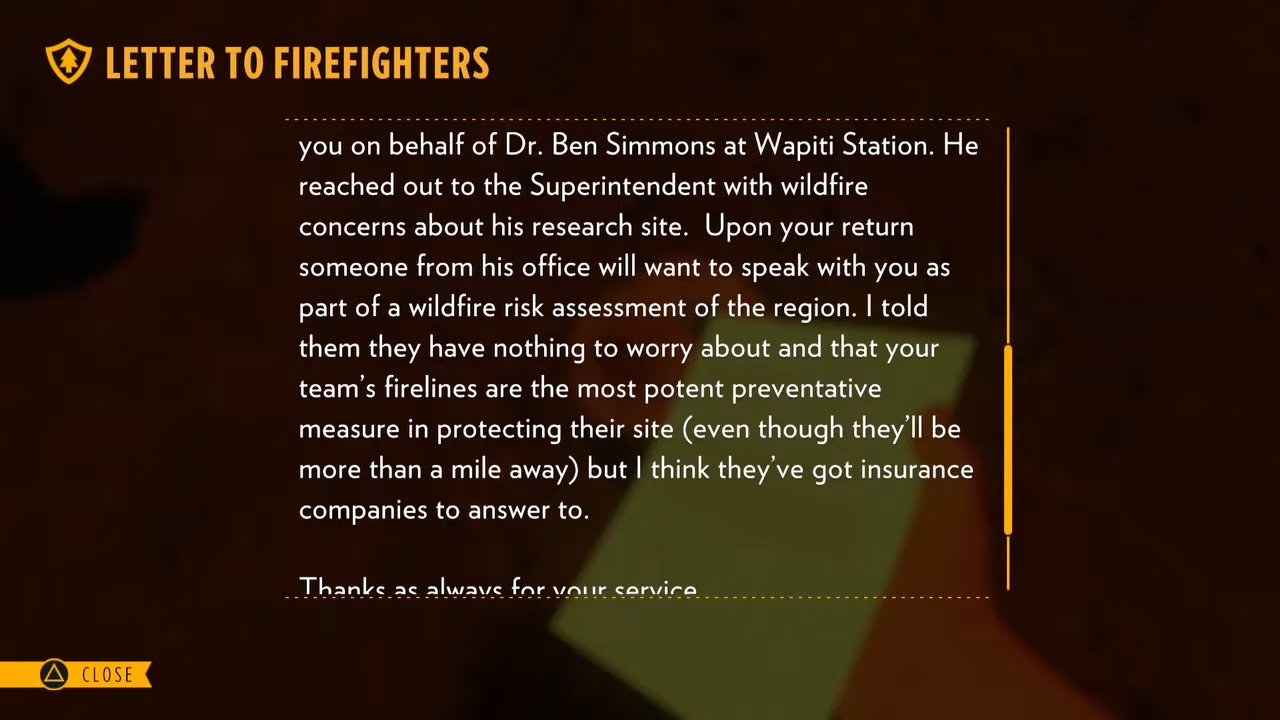 LETTER TO FIREFIGHTERS
you on behalf of Dr. Ben Simmons at Wapiti Station. He
reached out to the Superintendent with wildfire
concerns about his research site.  Upon your return
someone from his office will want to speak with you as
part of a wildfire risk assessment of the region. I told
them they have nothing to worry about and that your
team's firelines are the most potent preventative
measure in protecting their site (even though they'll be
more than a mile away) but I think they've got insurance
companies to answer to.
Thanks as always for your service
CLOSE